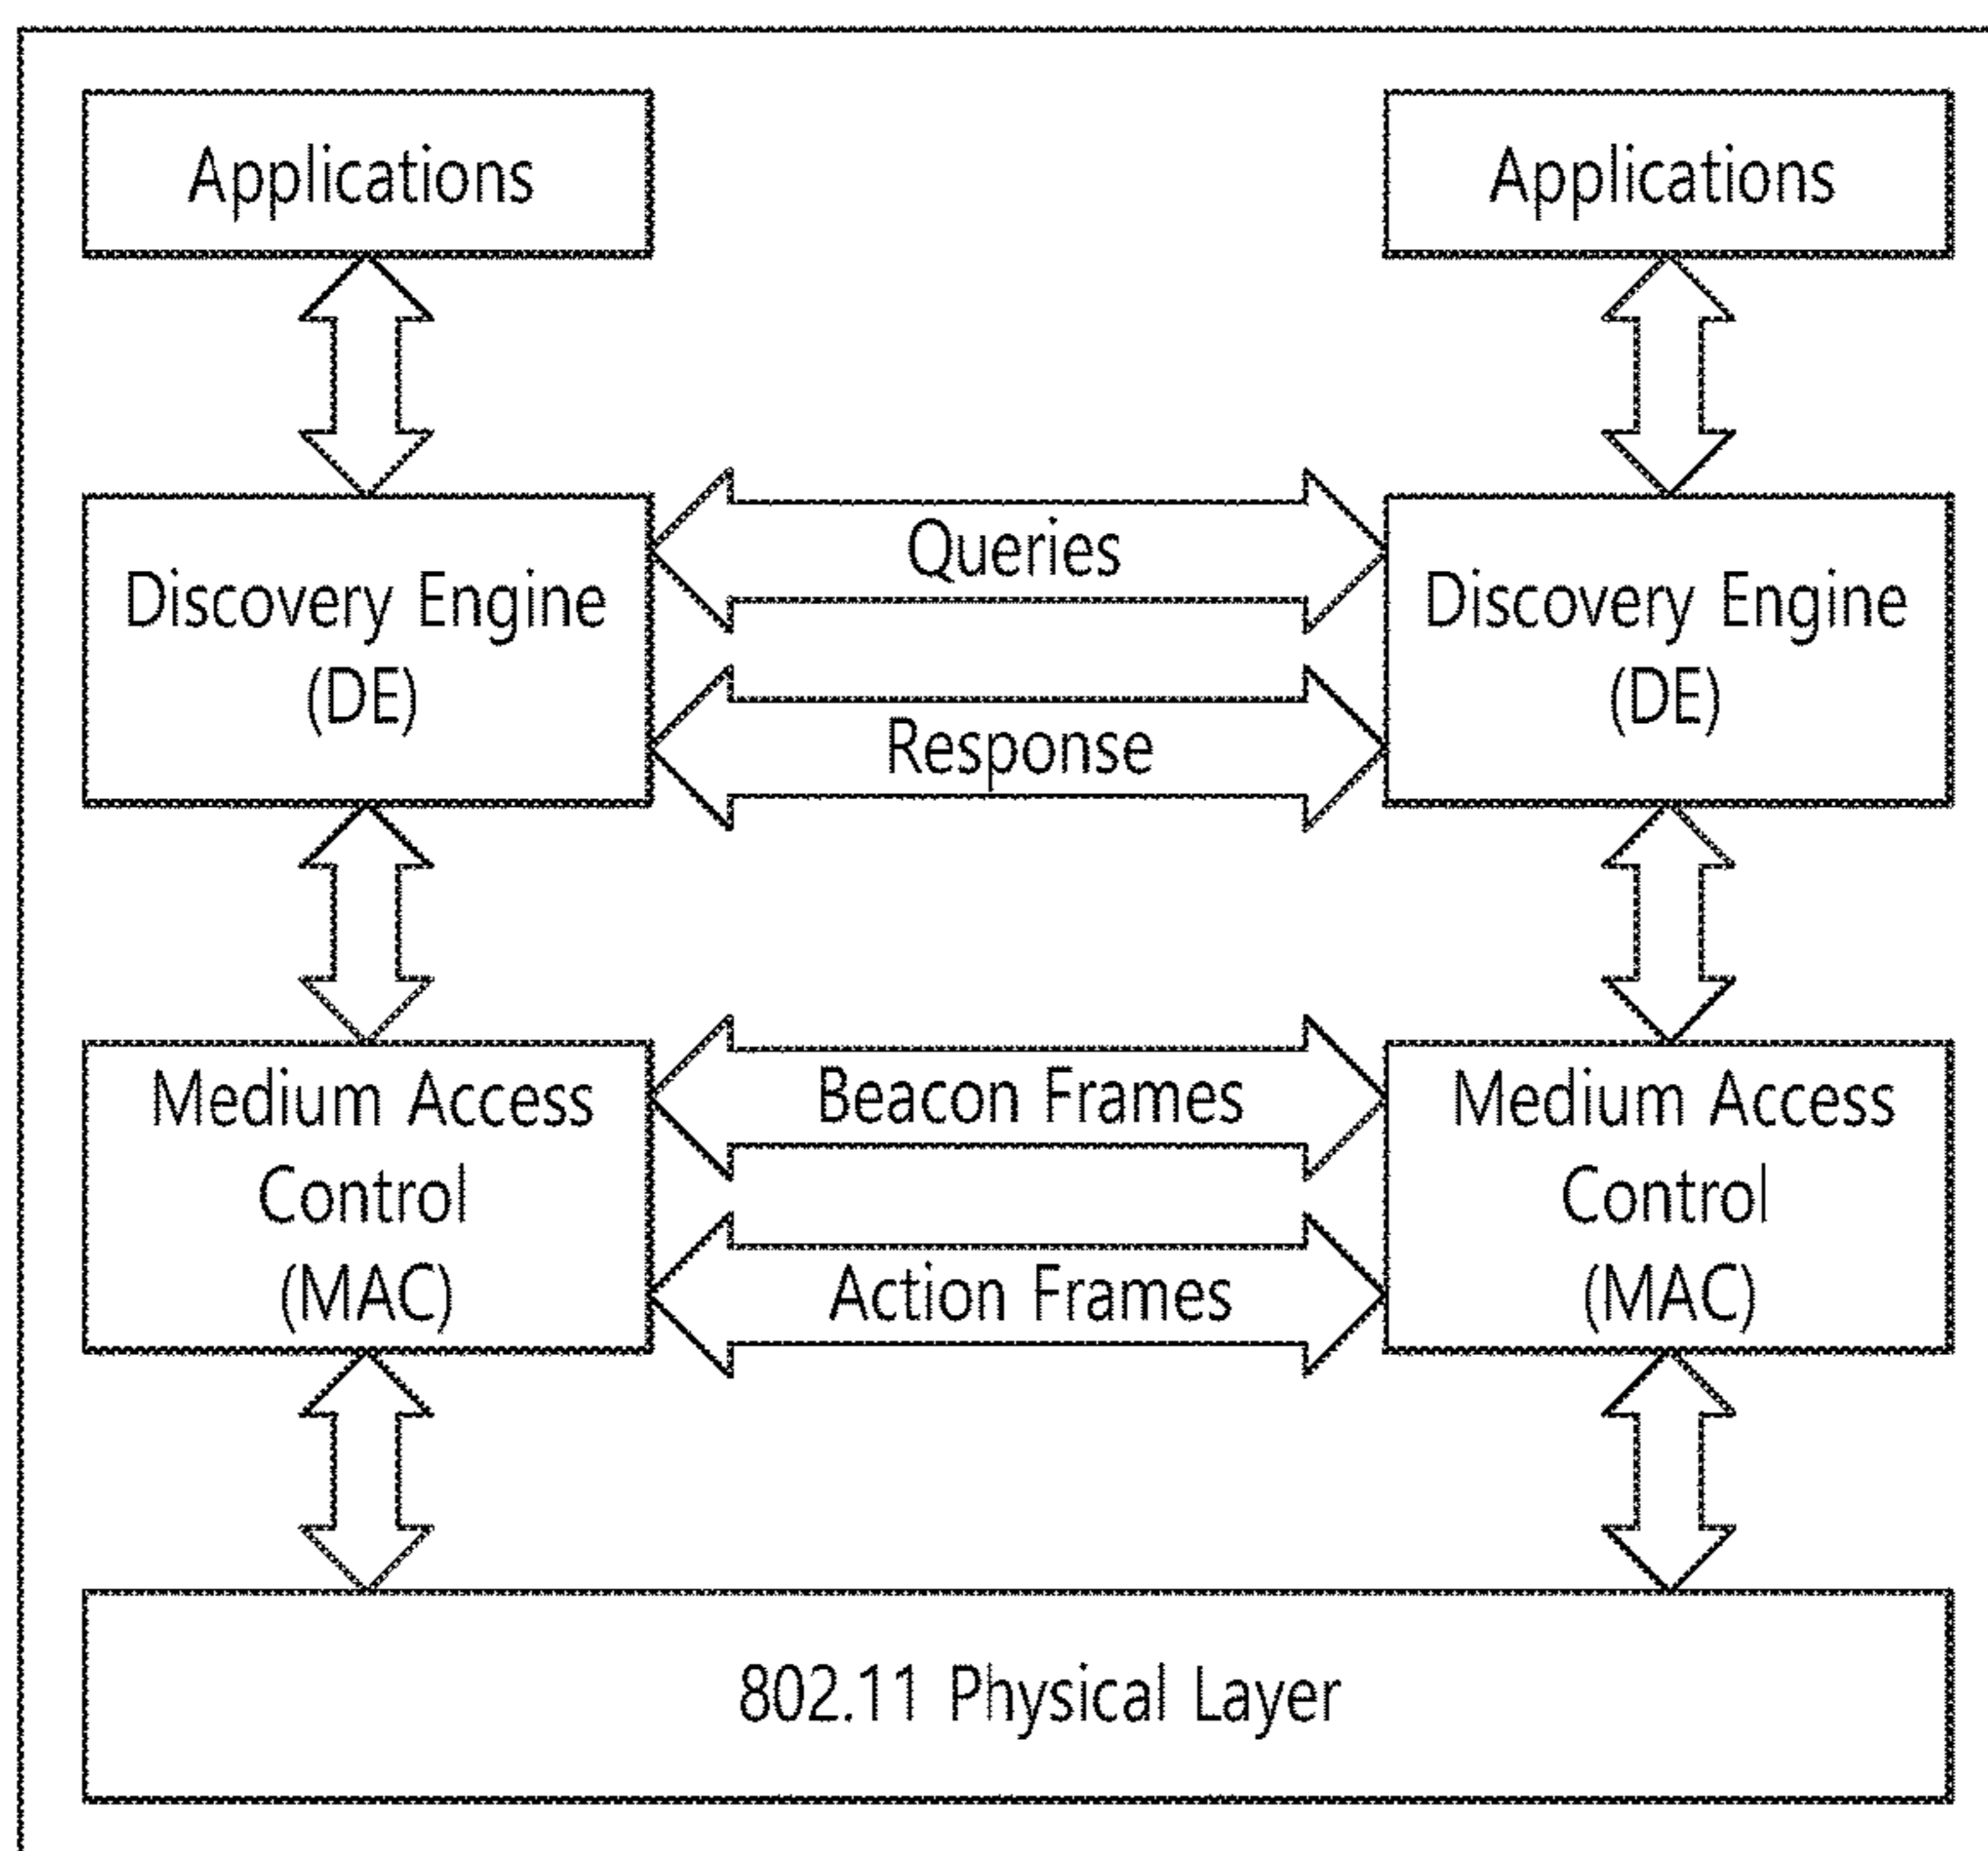 Applications
Applications
Discovery Engine
(DE)
Queries
Response
Discovery Engine
(DE)
Medium Access
Control
(MAC)
Beacon Frames
Action Frames
Medium Access
Control
(MAC)
802.11 Physical Layer